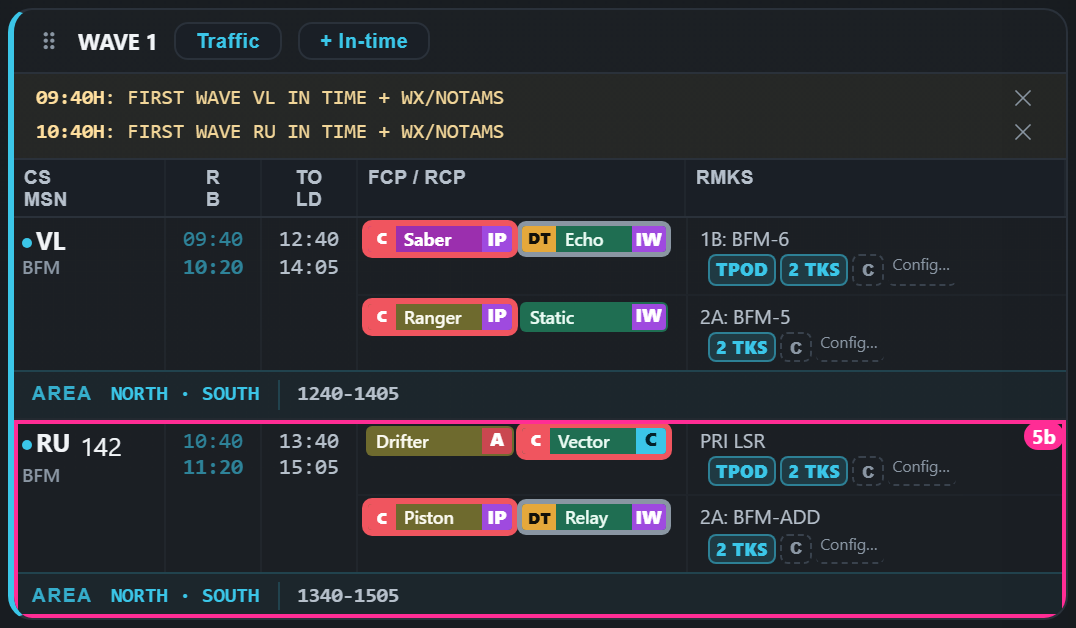 WAVE 1 Traffic + In-time
09:40H: FIRST WAVE VL IN TIME + WX/NOTAMS
10:40H: FIRST WAVE RU IN TIME + WX/NOTAMS
CS R TO FCP / RCP RMKS
MSN B LD
VL 09:40 12:40 C Saber IP DT Echo IW 1B: BFM-6
BFM 10:20 14:05 TPOD 2 TKS C Config...
C Ranger IP Static IW 2A: BFM-5
2 TKS C Config...
AREA NORTH • SOUTH 1240-1405
RU 142 10:40 13:40 Drifter A C Vector C PRI LSR 5b
BFM 11:20 15:05 TPOD 2 TKS C Config...
C Piston IP DT Relay IW 2A: BFM-ADD
2 TKS C Config...
AREA NORTH • SOUTH 1340-1505